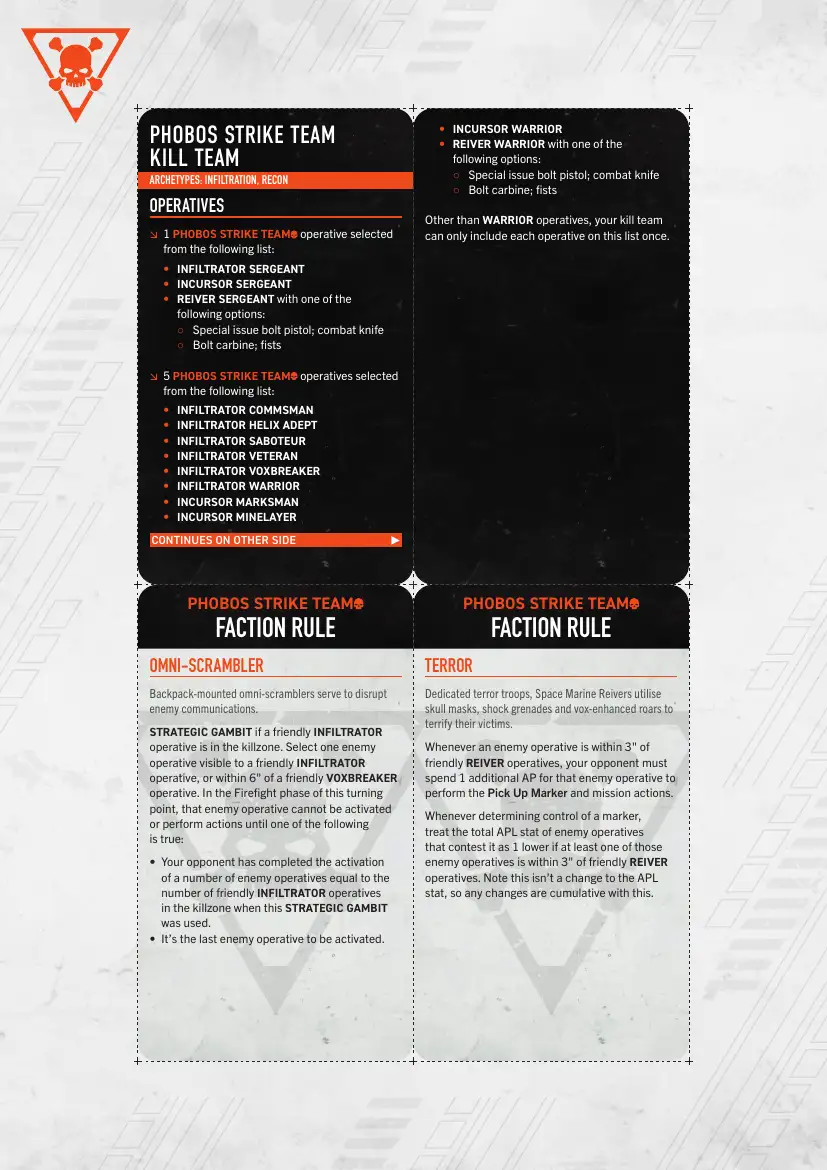 PHOBOS STRIKE TEAM
KILL TEAM
ARCHETYPES: INFILTRATION, RECON
OPERATIVES
↘ 1 PHOBOS STRIKE TEAM💀 operative selected
from the following list:
• INFILTRATOR SERGEANT
• INCURSOR SERGEANT
• REIVER SERGEANT with one of the
following options:
○ Special issue bolt pistol; combat knife
○ Bolt carbine; fists
↘ 5 PHOBOS STRIKE TEAM💀 operatives selected
from the following list:
• INFILTRATOR COMMSMAN
• INFILTRATOR HELIX ADEPT
• INFILTRATOR SABOTEUR
• INFILTRATOR VETERAN
• INFILTRATOR VOXBREAKER
• INFILTRATOR WARRIOR
• INCURSOR MARKSMAN
• INCURSOR MINELAYER
CONTINUES ON OTHER SIDE ▶
• INCURSOR WARRIOR
• REIVER WARRIOR with one of the
following options:
○ Special issue bolt pistol; combat knife
○ Bolt carbine; fists
Other than WARRIOR operatives, your kill team
can only include each operative on this list once.
PHOBOS STRIKE TEAM💀
FACTION RULE
OMNI-SCRAMBLER
Backpack-mounted omni-scramblers serve to disrupt
enemy communications.
STRATEGIC GAMBIT if a friendly INFILTRATOR
operative is in the killzone. Select one enemy
operative visible to a friendly INFILTRATOR
operative, or within 6" of a friendly VOXBREAKER
operative. In the Firefight phase of this turning
point, that enemy operative cannot be activated
or perform actions until one of the following
is true:
• Your opponent has completed the activation
of a number of enemy operatives equal to the
number of friendly INFILTRATOR operatives
in the killzone when this STRATEGIC GAMBIT
was used.
• It's the last enemy operative to be activated.
PHOBOS STRIKE TEAM💀
FACTION RULE
TERROR
Dedicated terror troops, Space Marine Reivers utilise
skull masks, shock grenades and vox-enhanced roars to
terrify their victims.
Whenever an enemy operative is within 3" of
friendly REIVER operatives, your opponent must
spend 1 additional AP for that enemy operative to
perform the Pick Up Marker and mission actions.
Whenever determining control of a marker,
treat the total APL stat of enemy operatives
that contest it as 1 lower if at least one of those
enemy operatives is within 3" of friendly REIVER
operatives. Note this isn't a change to the APL
stat, so any changes are cumulative with this.